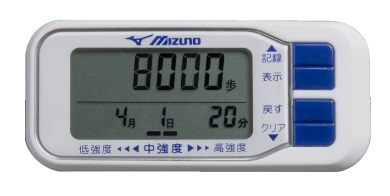 MIZUNO
8000歩
4月 1日 20分
低強度 ◀◀◀ 中強度 ▶▶▶ 高強度
▲
記録
表示
戻す
クリア
▼